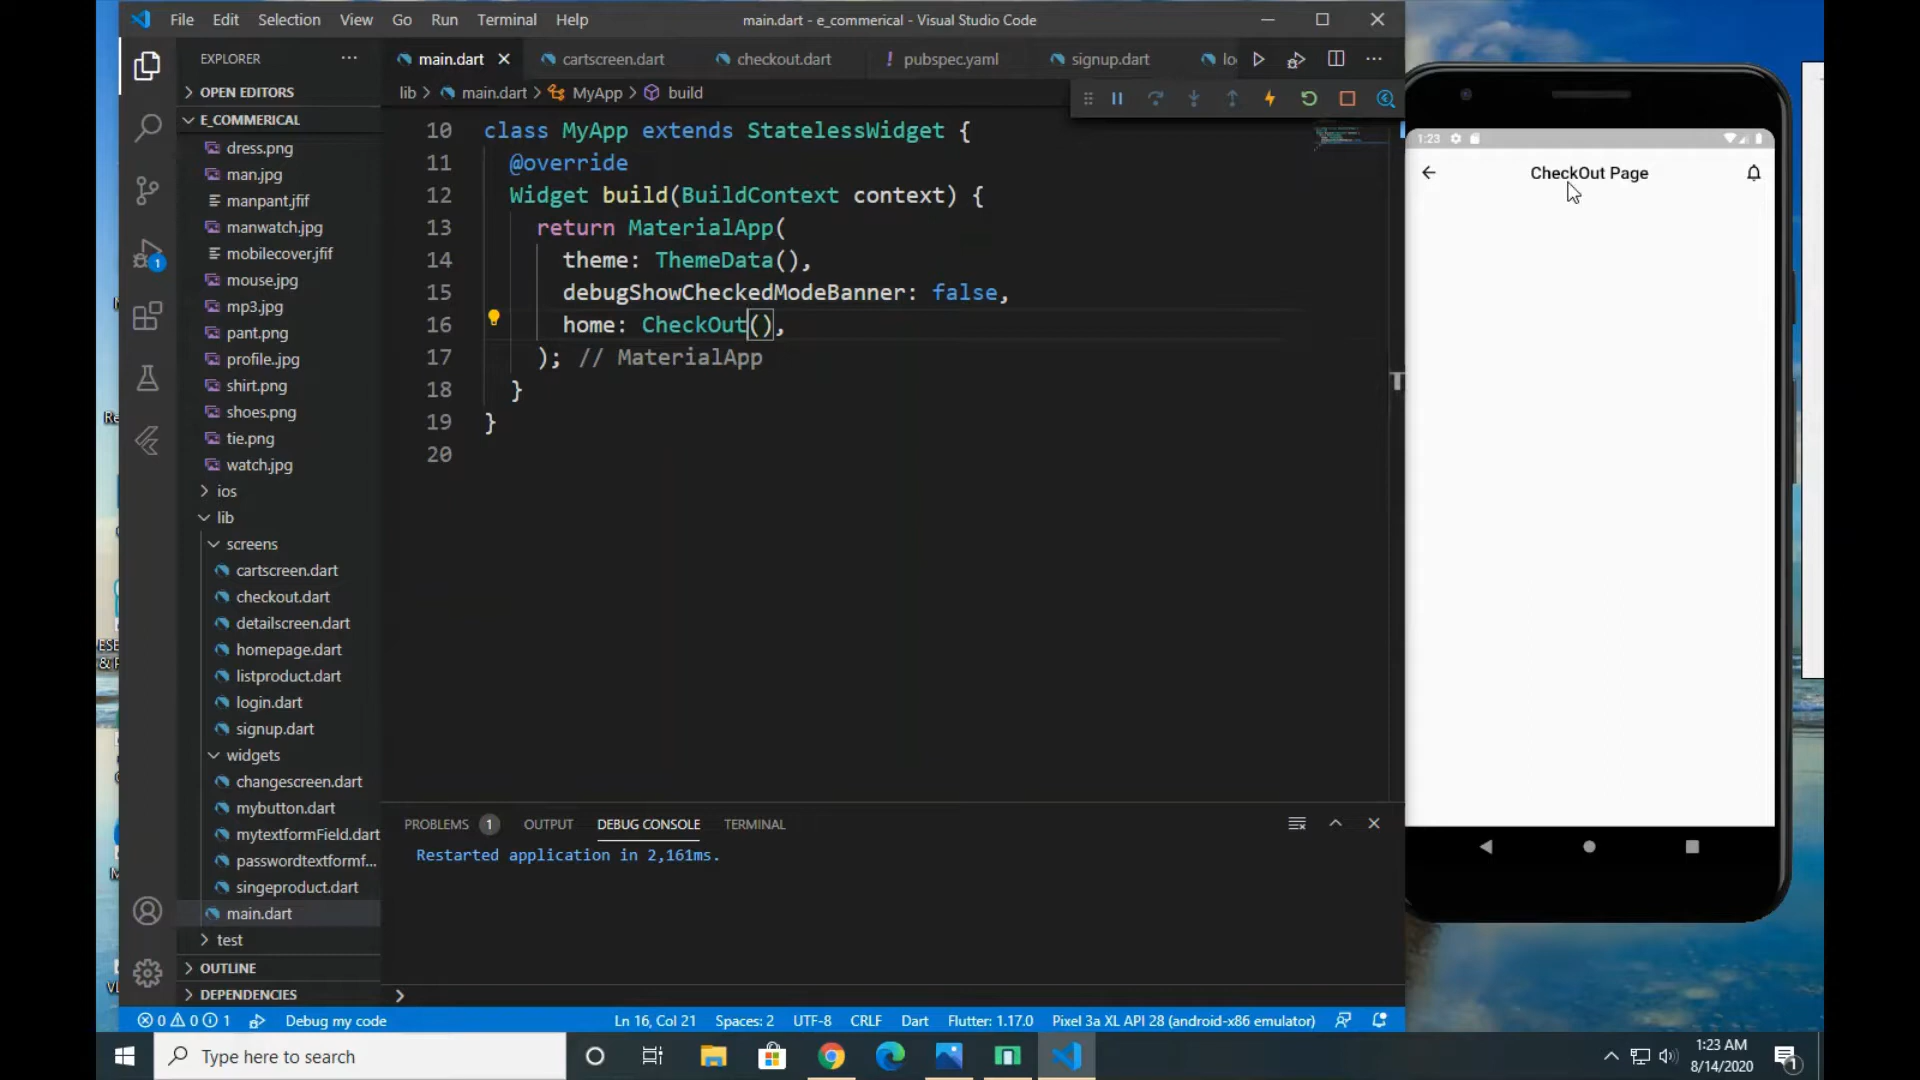 File Edit Selection View Go Run Terminal Help
main.dart - e_commerical - Visual Studio Code
EXPLORER
main.dart
cartscreen.dart
checkout.dart
! pubspec.yaml
signup.dart
lo
OPEN EDITORS
lib > main.dart > MyApp > build
E_COMMERICAL
dress.png
man.jpg
manpant.jfif
manwatch.jpg
mobilecover.jfif
mouse.jpg
mp3.jpg
pant.png
profile..jpg
shirt.png
shoes.png
tie.png
watch.jpg
ios
lib
screens
cartscreen.dart
checkout.dart
detailscreen.dart
homepage.dart
listproduct.dart
login.dart
signup.dart
widgets
changescreen.dart
mybutton.dart
mytextformField.dart
passwordtextformf...
singeproduct.dart
main.dart
test
OUTLINE
DEPENDENCIES
10 class MyApp extends StatelessWidget {
11 @override
12 Widget build(BuildContext context) {
13 return MaterialApp(
14 theme: ThemeData(),
15 debugShowCheckedModeBanner: false,
16 home: CheckOut(),
17 ); // MaterialApp
18 }
19 }
20
PROBLEMS 1 OUTPUT DEBUG CONSOLE TERMINAL
Restarted application in 2,161ms.
1:23
CheckOut Page
1
0 0 1 Debug my code
Ln 16, Col 21 Spaces: 2 UTF-8 CRLF Dart Flutter: 1.17.0 Pixel 3a XL API 28 (android-x86 emulator)
Type here to search
1:23 AM
8/14/2020
1